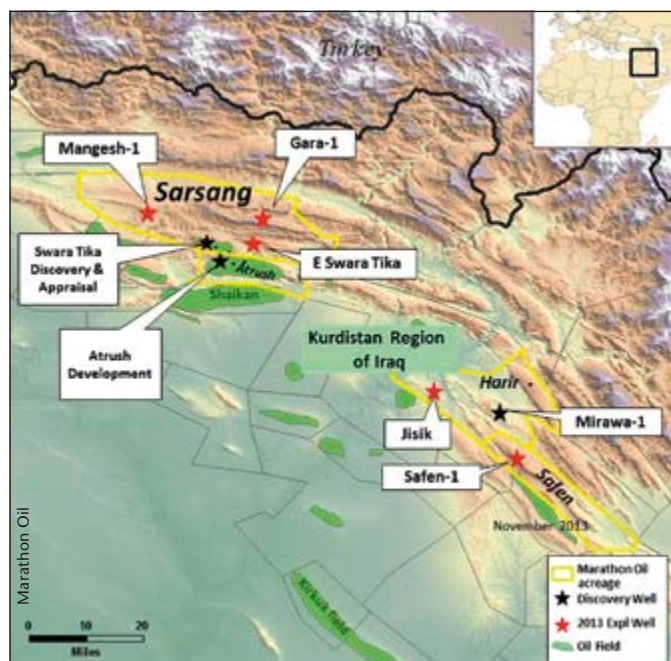 Turkey
Mangesh-1
Gara-1
Sarsang
Swara Tika
Discovery &
Appraisal
E Swara Tika
Atrush
Shaikan
Atrush
Development
Kurdistan Region
of Iraq
Harir
Jisik
Mirawa-1
Safen-1
Safen
November 2013
Kirkuk Field
Marathon Oil
0 10 20
Miles
Marathon Oil
acreage
Discovery Well
2013 Expl Well
Oil Field